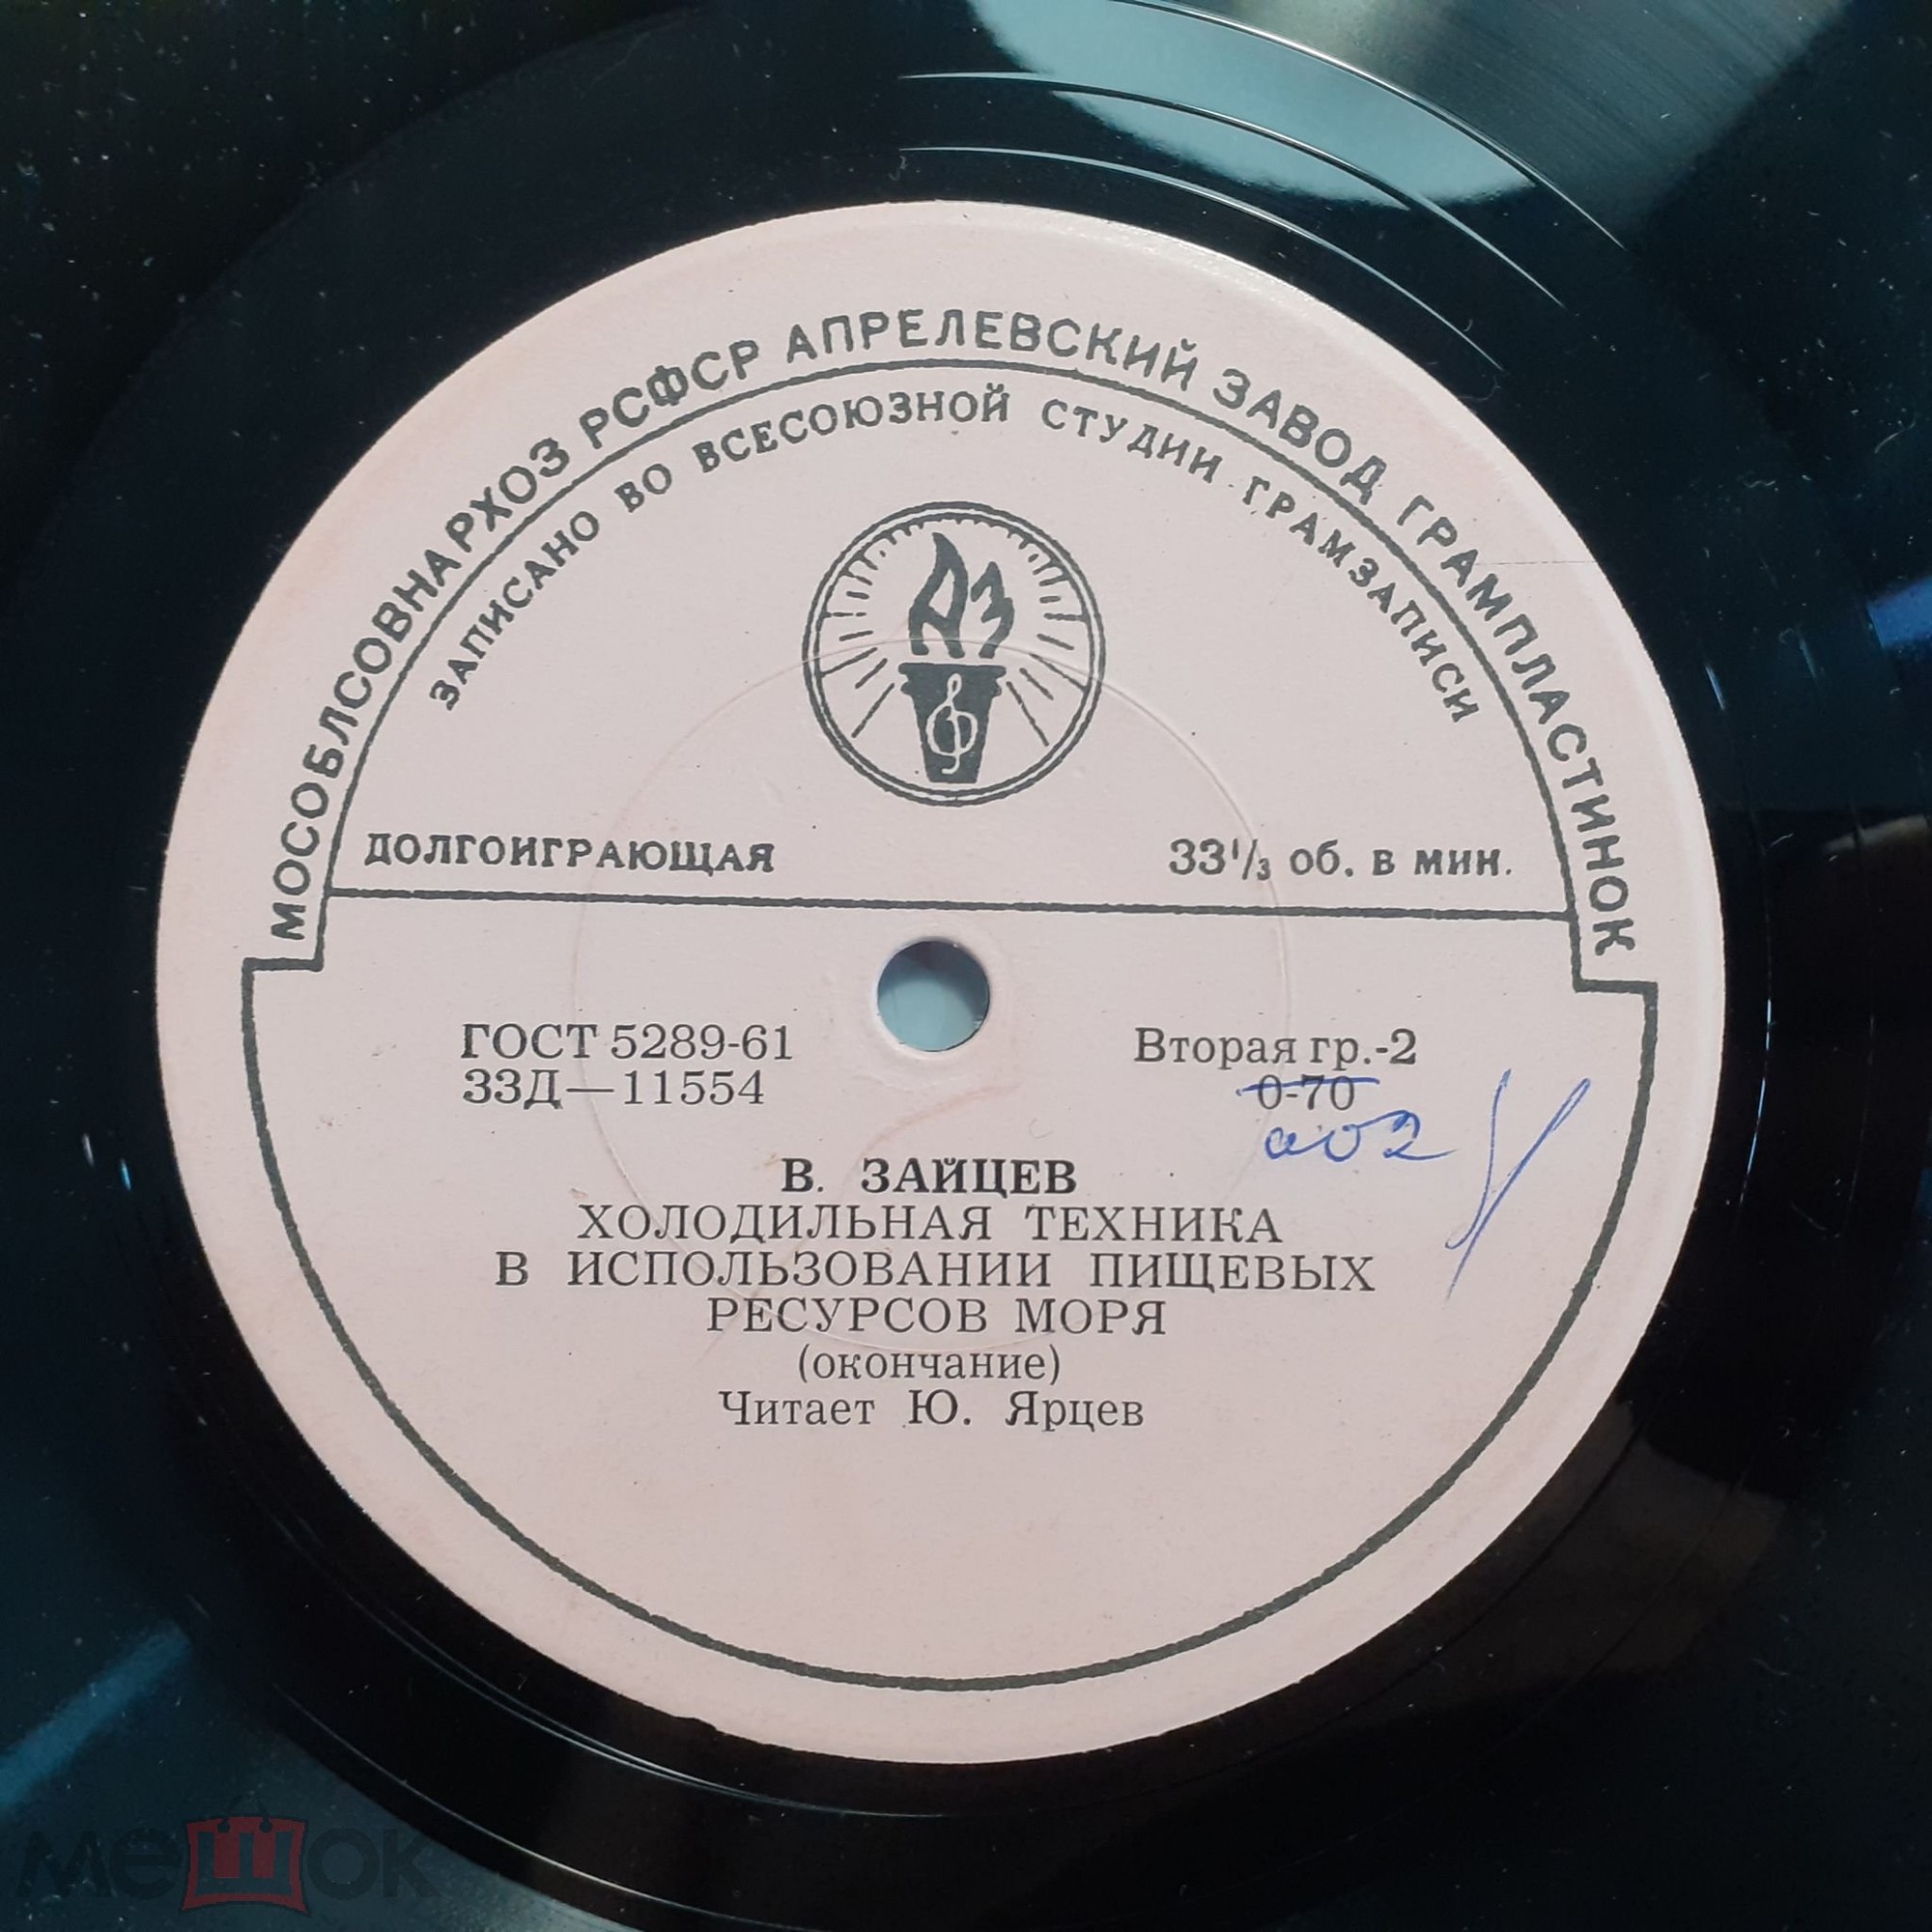 МОСОБЛСОВНАРХОЗ РСФСР АПРЕЛЕВСКИЙ ЗАВОД ГРАМПЛАСТИНОК
ЗАПИСАНО ВО ВСЕСОЮЗНОЙ СТУДИИ ГРАМЗАПИСИ
АЗ
ДОЛГОИГРАЮЩАЯ 33⅓ об. в мин.
ГОСТ 5289-61 Вторая гр.-2
33Д—11554 0-70
В. ЗАЙЦЕВ
ХОЛОДИЛЬНАЯ ТЕХНИКА
В ИСПОЛЬЗОВАНИИ ПИЩЕВЫХ
РЕСУРСОВ МОРЯ
(окончание)
Читает Ю. Ярцев
мешок